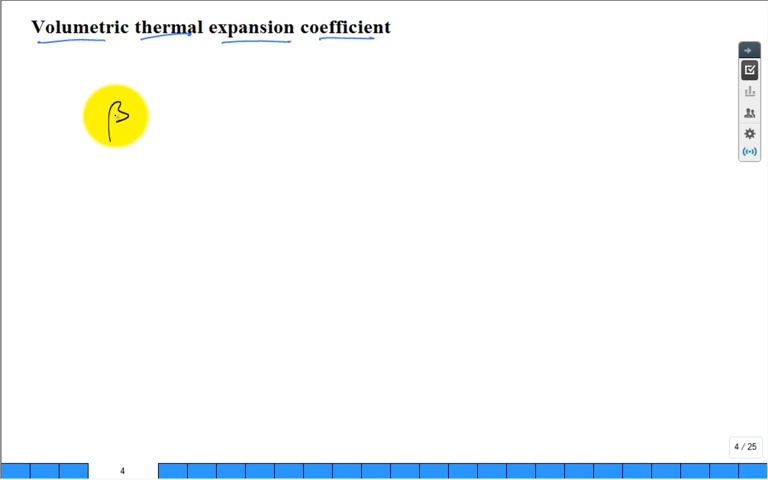 Volumetric thermal expansion coefficient
β
4 / 25
4